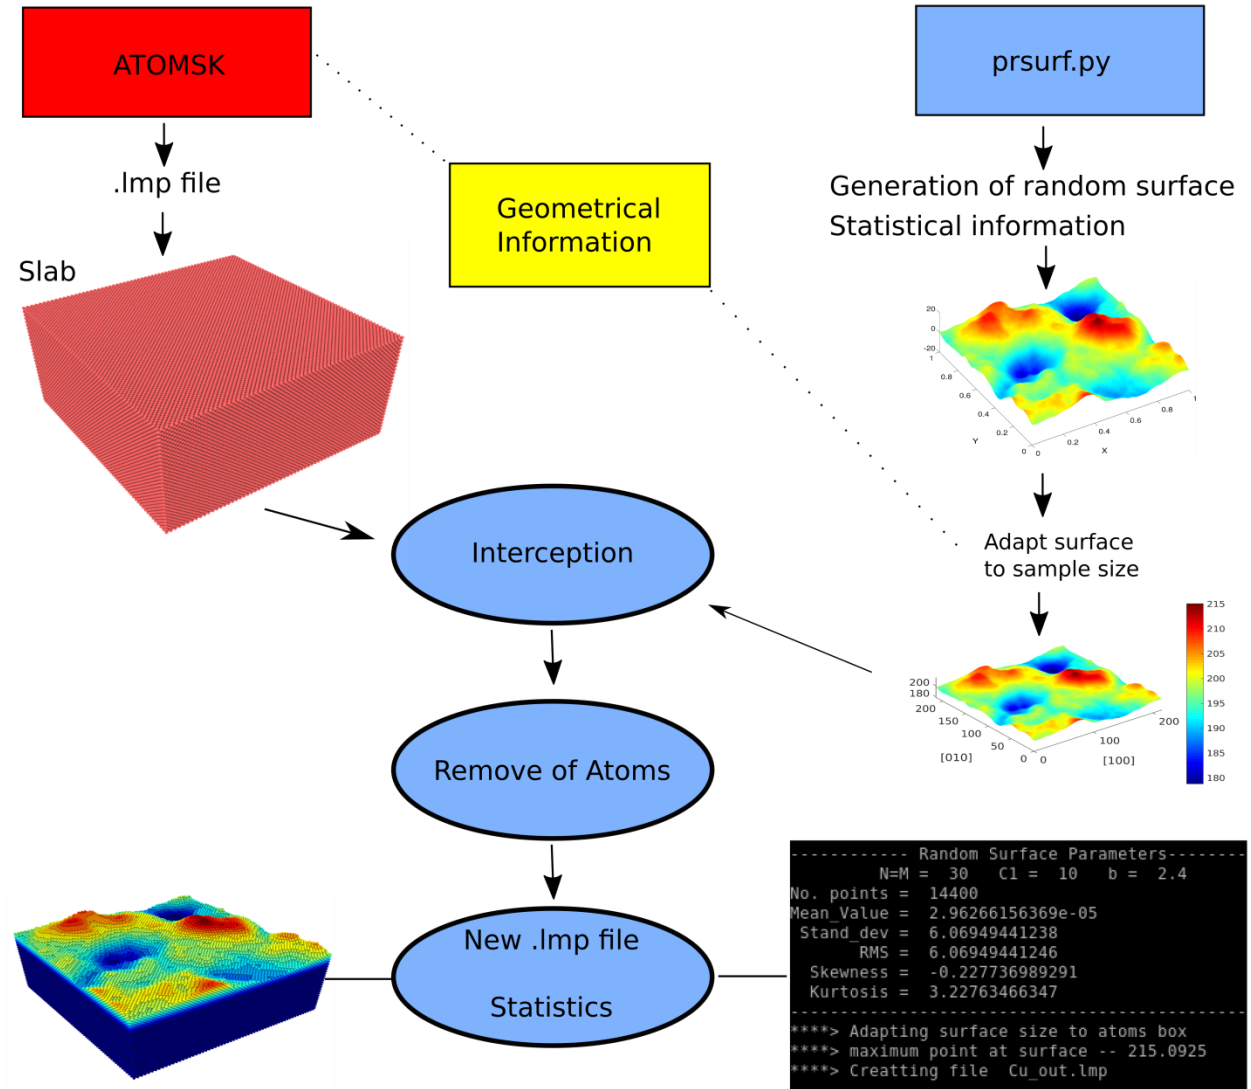 ATOMSK
prsurf.py
.lmp file
Geometrical
Information
Generation of random surface
Statistical information
Slab
20
0
-20
1
0.8
0.6
0.4
0.2
0
Y
0
0.2
0.4
0.6
0.8
1
X
Interception
Adapt surface
to sample size
200
180
200
150
100
50
0
[010]
0
100
200
[100]
215
210
205
200
195
190
185
180
Remove of Atoms
New .lmp file
Statistics
------------ Random Surface Parameters--------
N=M = 30 C1 = 10 b = 2.4
No. points = 14400
Mean_Value = 2.96266156369e-05
Stand_dev = 6.06949441238
RMS = 6.06949441246
Skewness = -0.227736989291
Kurtosis = 3.22763466347
-----------------------------------------------
****> Adapting surface size to atoms box
****> maximum point at surface -- 215.0925
****> Creatting file Cu_out.lmp